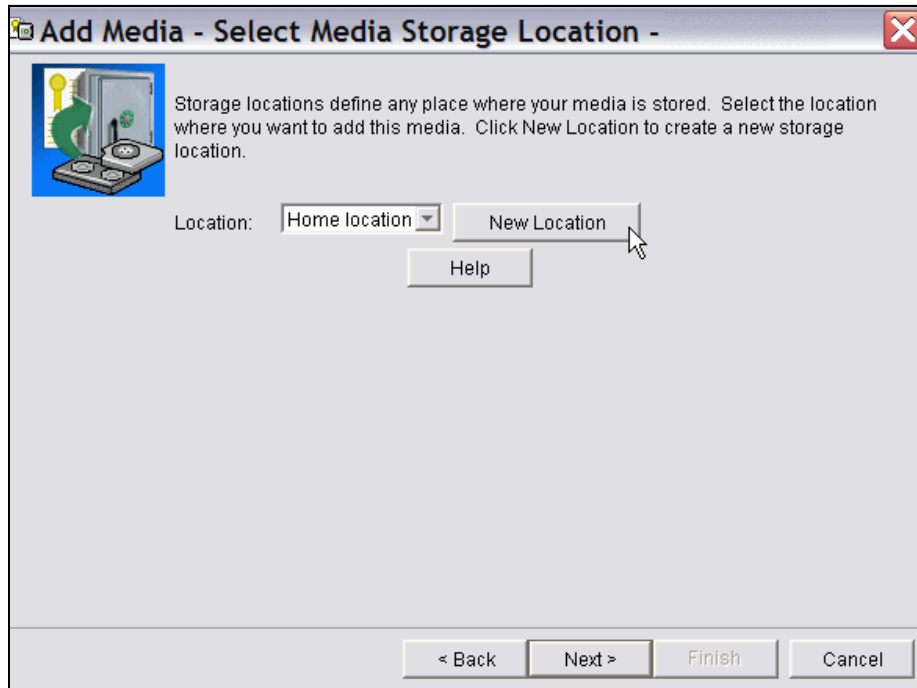 Add Media - Select Media Storage Location -
Storage locations define any place where your media is stored.  Select the location
where you want to add this media.  Click New Location to create a new storage
location.
Location: Home location New Location
Help
< Back Next > Finish Cancel